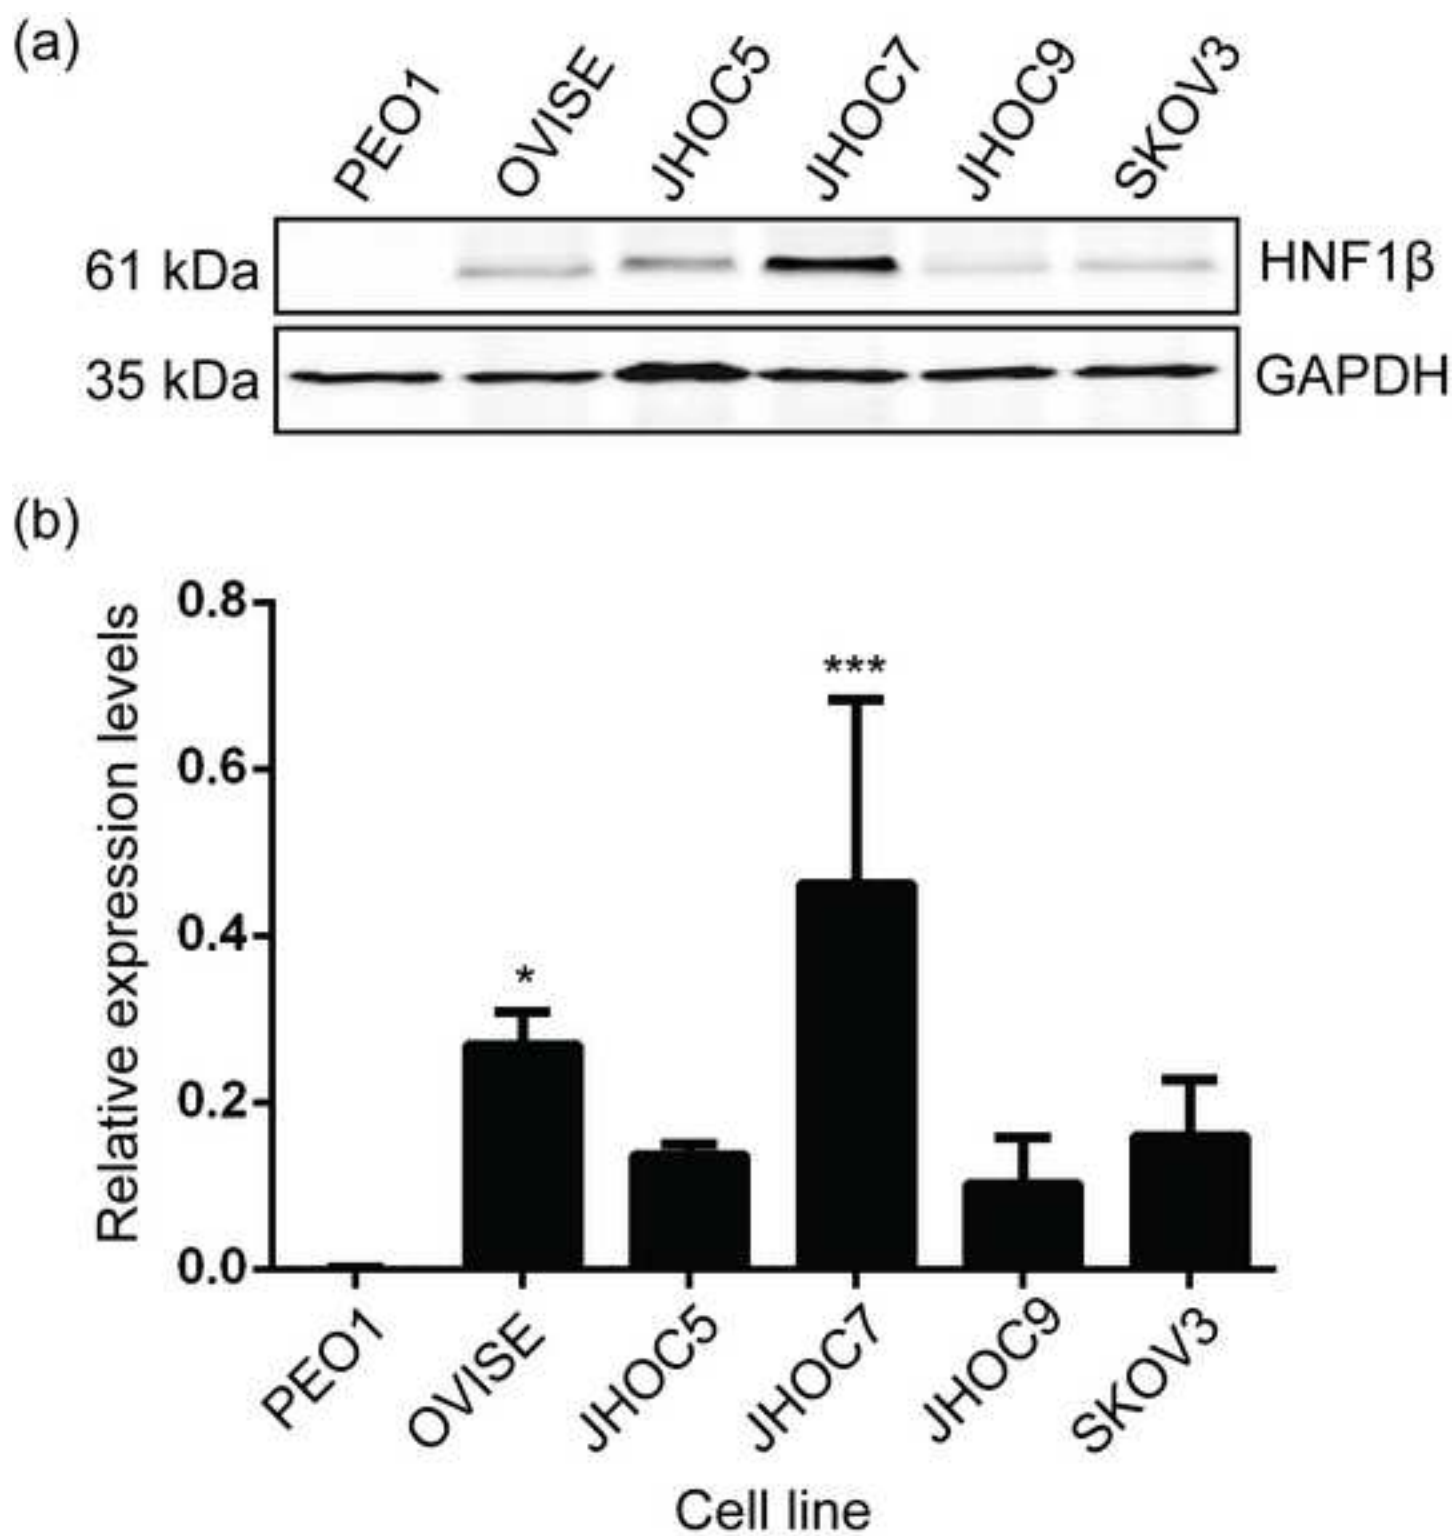 (a)
PEO1 OVISE JHOC5 JHOC7 JHOC9 SKOV3
61 kDa HNF1β
35 kDa GAPDH
(b)
Relative expression levels
0.8
0.6
0.4
0.2
0.0
*
***
PEO1 OVISE JHOC5 JHOC7 JHOC9 SKOV3
Cell line